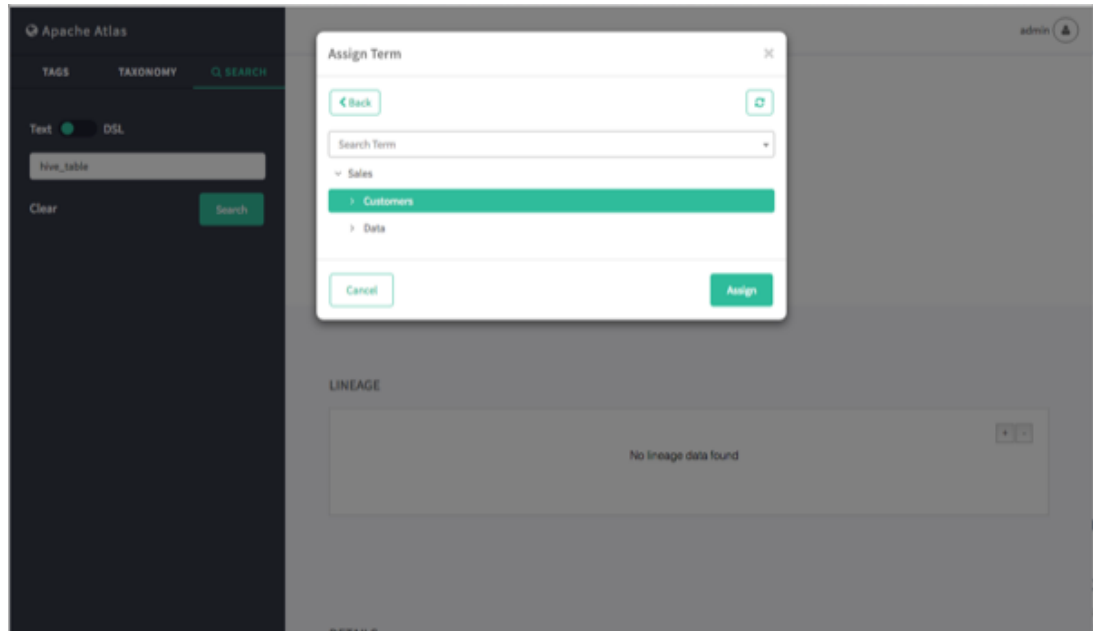 Apache Atlas
admin
TAGS TAXONOMY SEARCH
Text DSL
hive_table
Clear Search
Assign Term
×
Back
Search Term
Sales
Customers
Data
Cancel Assign
LINEAGE
+ -
No lineage data found